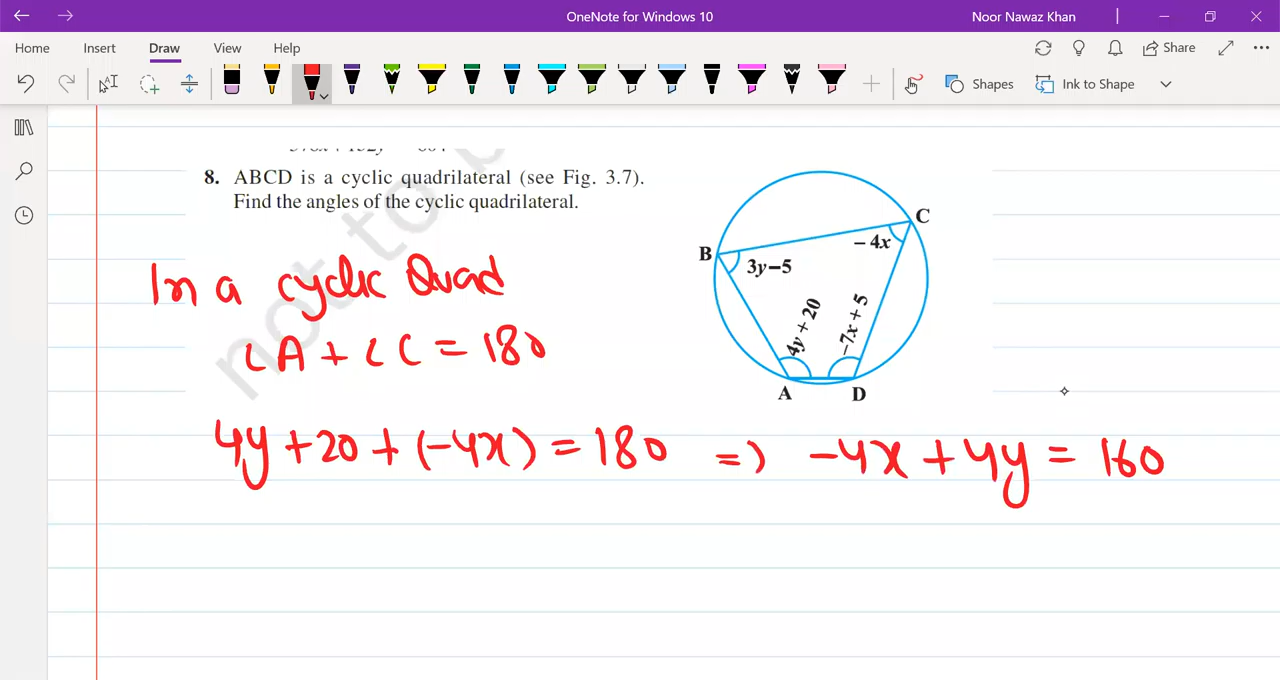 OneNote for Windows 10
Noor Nawaz Khan
Home Insert Draw View Help
Share
Shapes
Ink to Shape
8. ABCD is a cyclic quadrilateral (see Fig. 3.7).
Find the angles of the cyclic quadrilateral.
not to b
In a cyclic Quad
∠A + ∠C = 180
B
C
A
D
3y–5
– 4x
4y + 20
–7x + 5
4y + 20 + (-4x) = 180 => -4x + 4y = 160